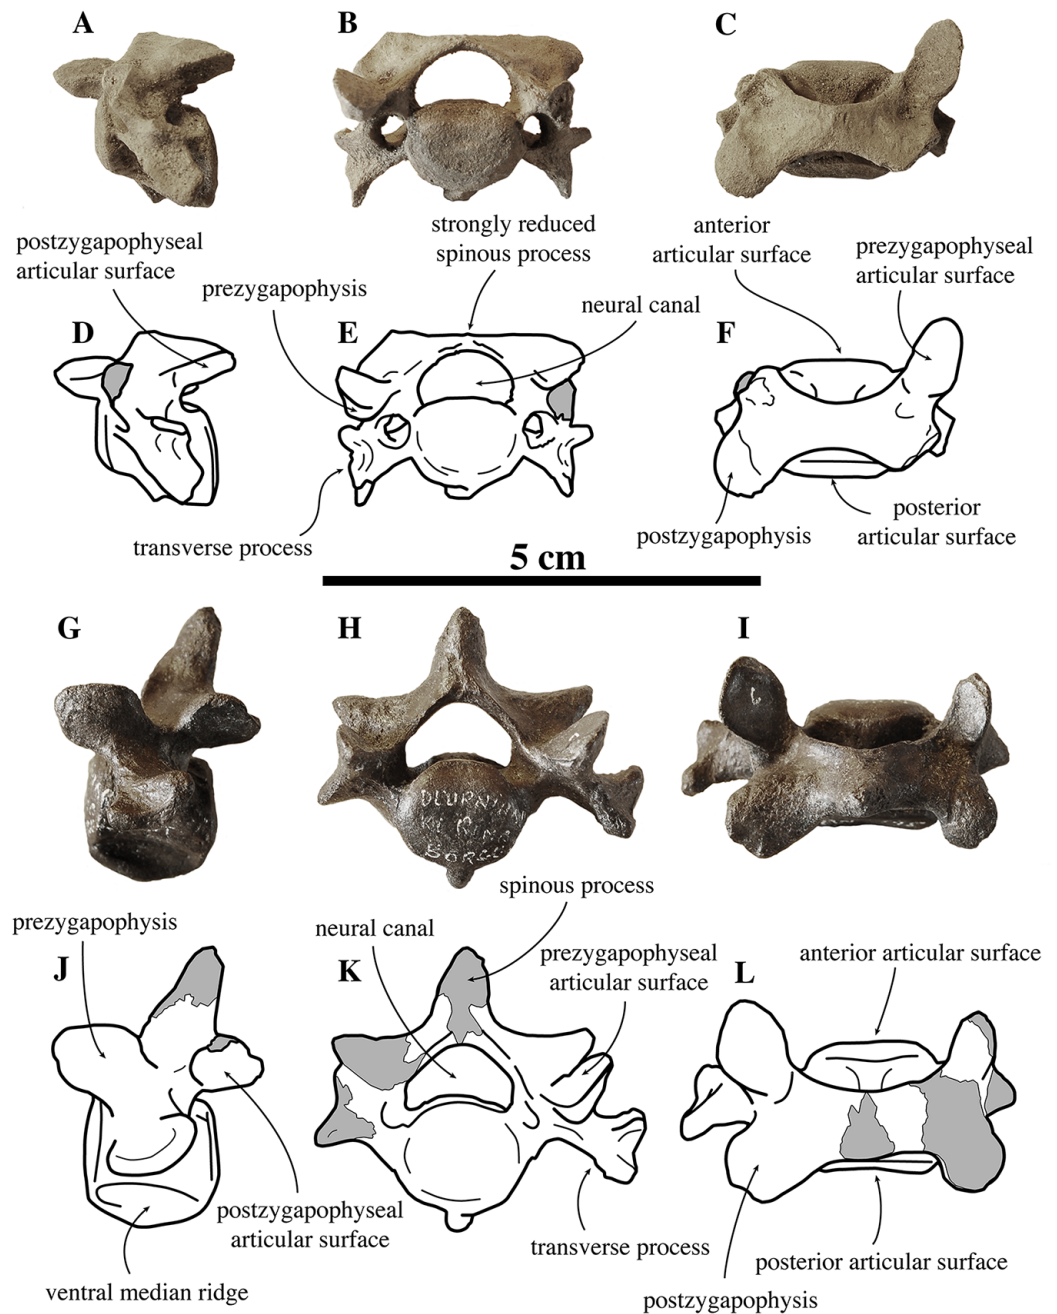 A
B
C
postzygapophyseal
articular surface
strongly reduced
spinous process
anterior
articular surface
prezygapophyseal
articular surface
prezygapophysis
neural canal
D
E
F
transverse process
postzygapophysis
posterior
articular surface
5 cm
G
H
I
spinous process
prezygapophysis
neural canal
prezygapophyseal
articular surface
anterior articular surface
J
K
L
postzygapophyseal
articular surface
transverse process
posterior articular surface
ventral median ridge
postzygapophysis